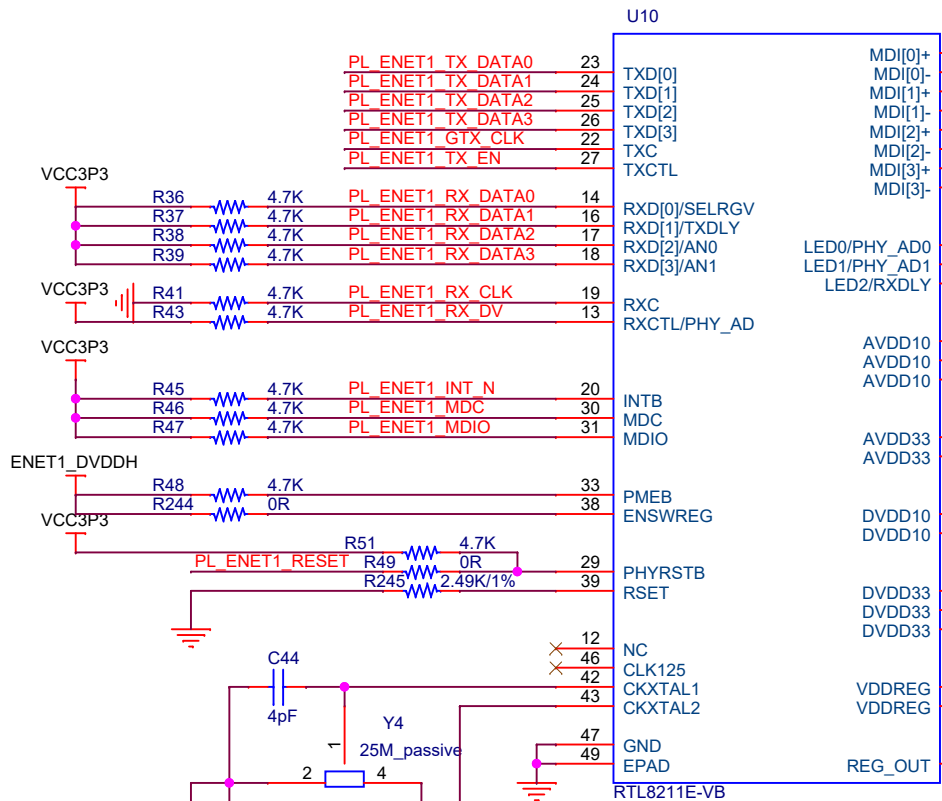 U10
PL_ENET1_TX_DATA0 23 TXD[0] MDI[0]+
PL_ENET1_TX_DATA1 24 TXD[1] MDI[0]-
PL_ENET1_TX_DATA2 25 TXD[2] MDI[1]+
PL_ENET1_TX_DATA3 26 TXD[3] MDI[1]-
PL_ENET1_GTX_CLK 22 TXC MDI[2]+
PL_ENET1_TX_EN 27 TXCTL MDI[2]-
MDI[3]+
MDI[3]-
VCC3P3
R36 4.7K PL_ENET1_RX_DATA0 14 RXD[0]/SELRGV
R37 4.7K PL_ENET1_RX_DATA1 16 RXD[1]/TXDLY
R38 4.7K PL_ENET1_RX_DATA2 17 RXD[2]/AN0 LED0/PHY_AD0
R39 4.7K PL_ENET1_RX_DATA3 18 RXD[3]/AN1 LED1/PHY_AD1
LED2/RXDLY
VCC3P3
R41 4.7K PL_ENET1_RX_CLK 19 RXC
R43 4.7K PL_ENET1_RX_DV 13 RXCTL/PHY_AD
VCC3P3
AVDD10
AVDD10
AVDD10
R45 4.7K PL_ENET1_INT_N 20 INTB
R46 4.7K PL_ENET1_MDC 30 MDC
R47 4.7K PL_ENET1_MDIO 31 MDIO AVDD33
AVDD33
ENET1_DVDDH
R48 4.7K 33 PMEB
R244 0R 38 ENSWREG DVDD10
DVDD10
VCC3P3
R51 4.7K
PL_ENET1_RESET R49 0R 29 PHYRSTB
R245 2.49K/1% 39 RSET DVDD33
DVDD33
DVDD33
12 NC
46 CLK125
C44
4pF
42 CKXTAL1 VDDREG
43 CKXTAL2 VDDREG
Y4
25M_passive
1
2 4
47 GND
49 EPAD REG_OUT
RTL8211E-VB